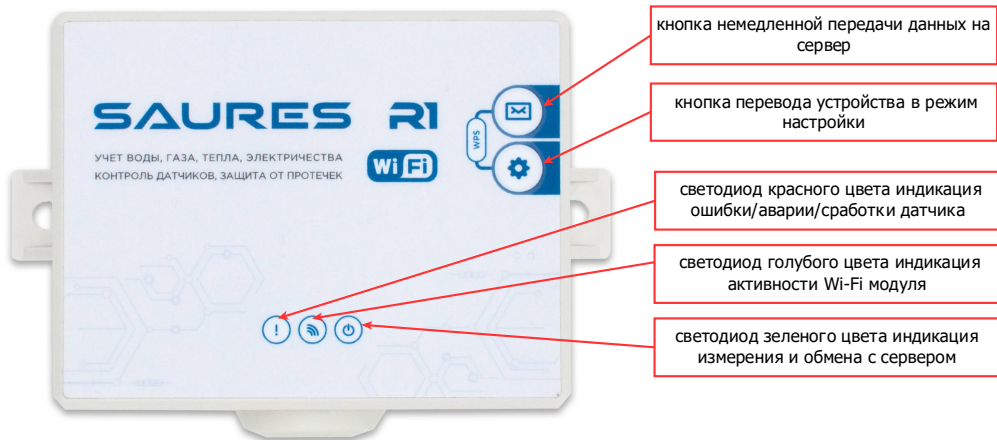 кнопка немедленной передачи данных на
сервер
SAURES R1
WPS
кнопка перевода устройства в режим
настройки
УЧЕТ ВОДЫ, ГАЗА, ТЕПЛА, ЭЛЕКТРИЧЕСТВА
КОНТРОЛЬ ДАТЧИКОВ, ЗАЩИТА ОТ ПРОТЕЧЕК
Wi Fi
светодиод красного цвета индикация
ошибки/аварии/сработки датчика
светодиод голубого цвета индикация
активности Wi-Fi модуля
!
светодиод зеленого цвета индикация
измерения и обмена с сервером